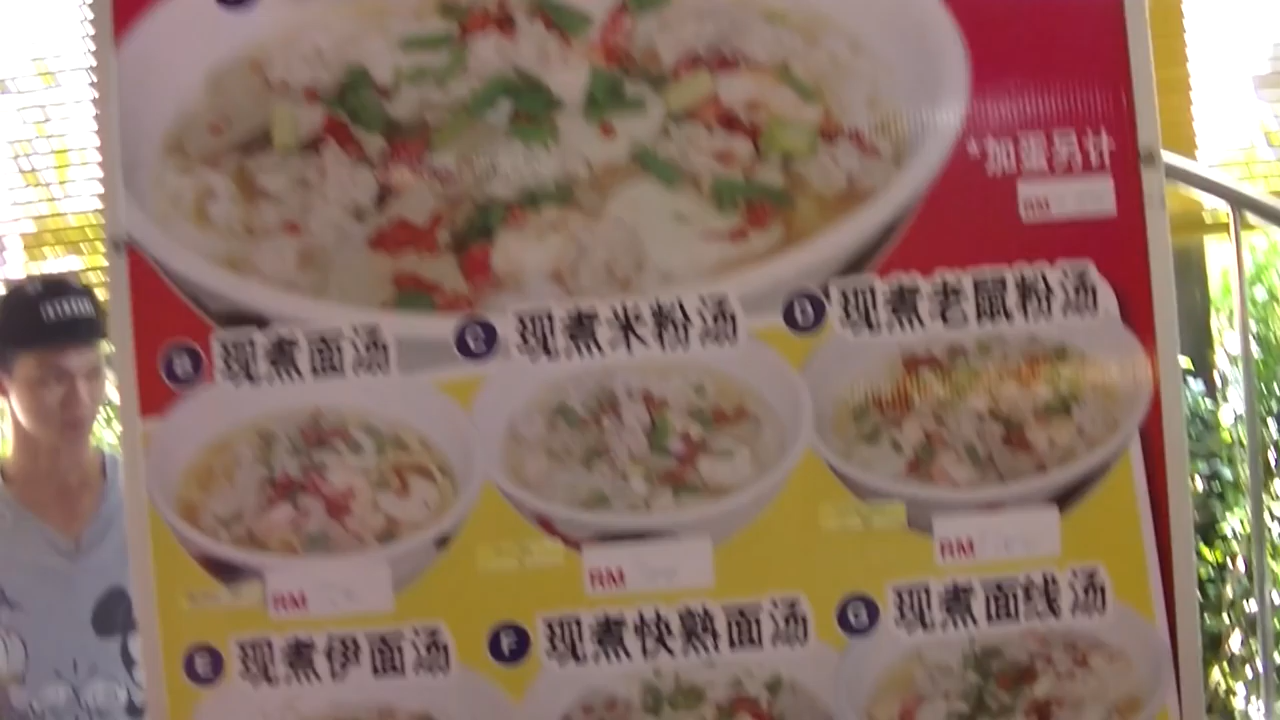 *加蛋另计
RM
B 现煮面汤
C 现煮米粉汤
D 现煮老鼠粉汤
RM
RM
RM
E 现煮伊面汤
F 现煮快熟面汤
G 现煮面线汤